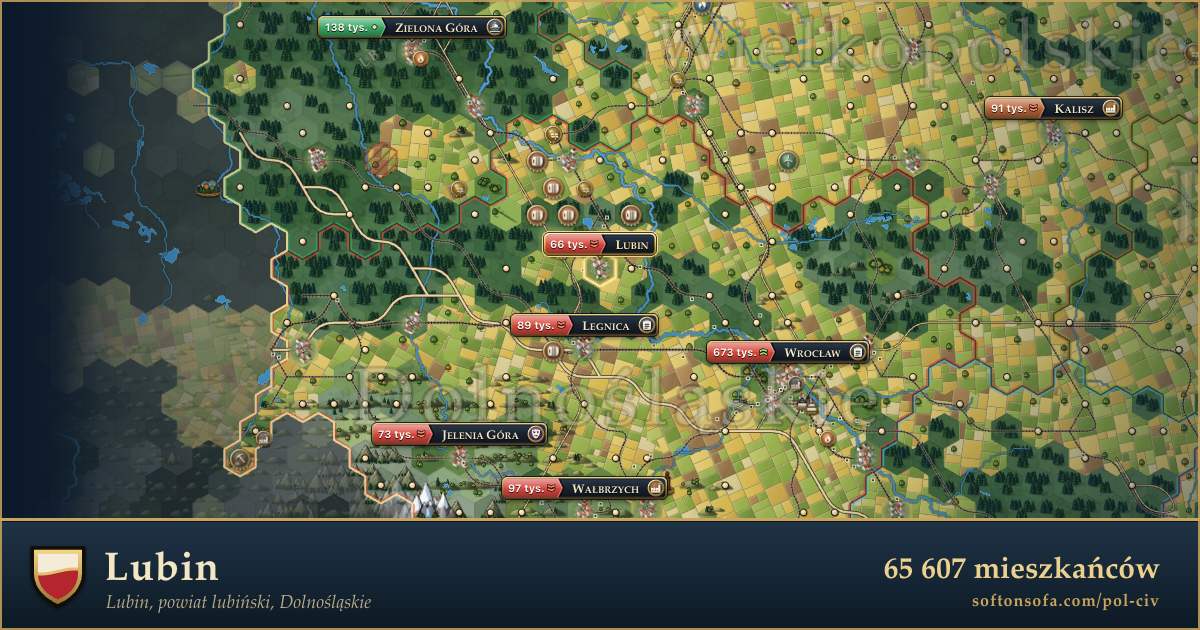 138 tys. ZIELONA GÓRA
Wielkopolskie
91 tys. KALISZ
66 tys. LUBIN
89 tys. LEGNICA
673 tys. WROCŁAW
Dolnośląskie
73 tys. JELENIA GÓRA
97 tys. WAŁBRZYCH
Lubin
65 607 mieszkańców
Lubin, powiat lubiński, Dolnośląskie
softonsofa.com/pol-civ